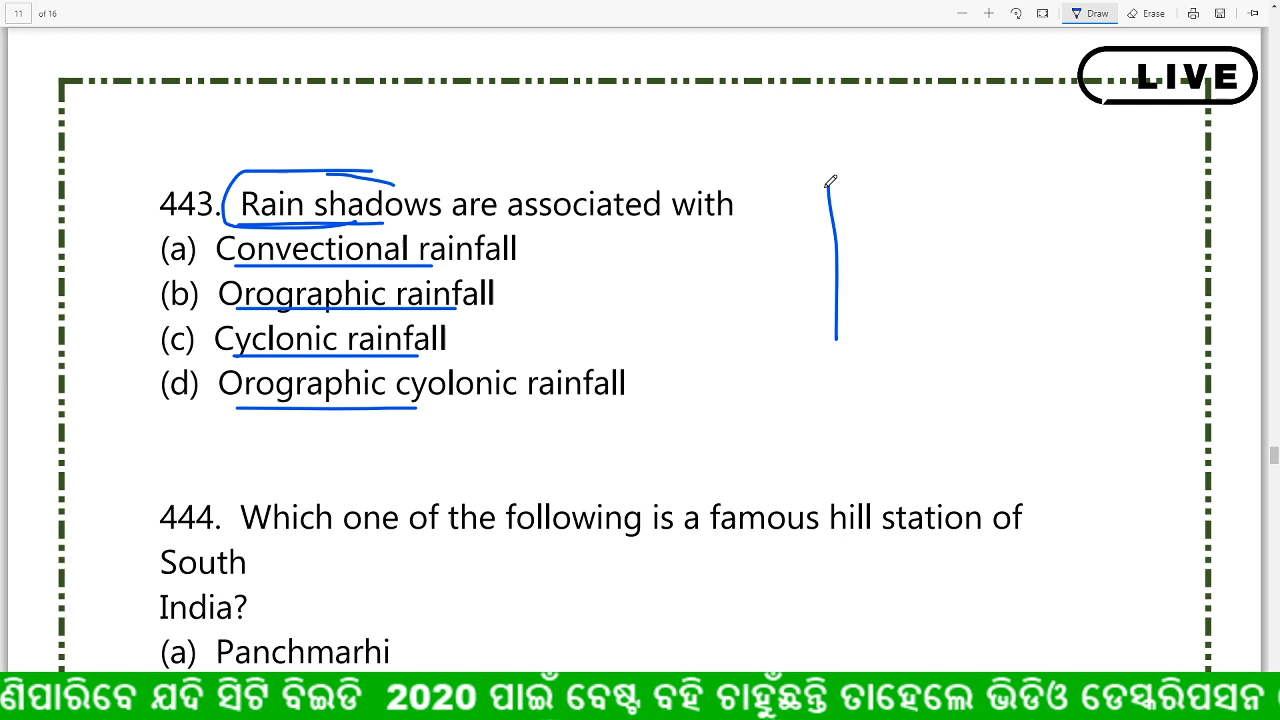 11 of 16
Draw
Erase
LIVE
443. Rain shadows are associated with
(a) Convectional rainfall
(b) Orographic rainfall
(c) Cyclonic rainfall
(d) Orographic cyolonic rainfall
444. Which one of the following is a famous hill station of
South
India?
(a) Panchmarhi
ଣିପାରିବେ ଯଦି ସିଟି ବିଇଡି 2020 ପାଇଁ ବେଷ୍ଟ ବହି ଚାହୁଁଛନ୍ତି ତାହେଲେ ଭିଡିଓ ଡେସ୍କରିପସନ